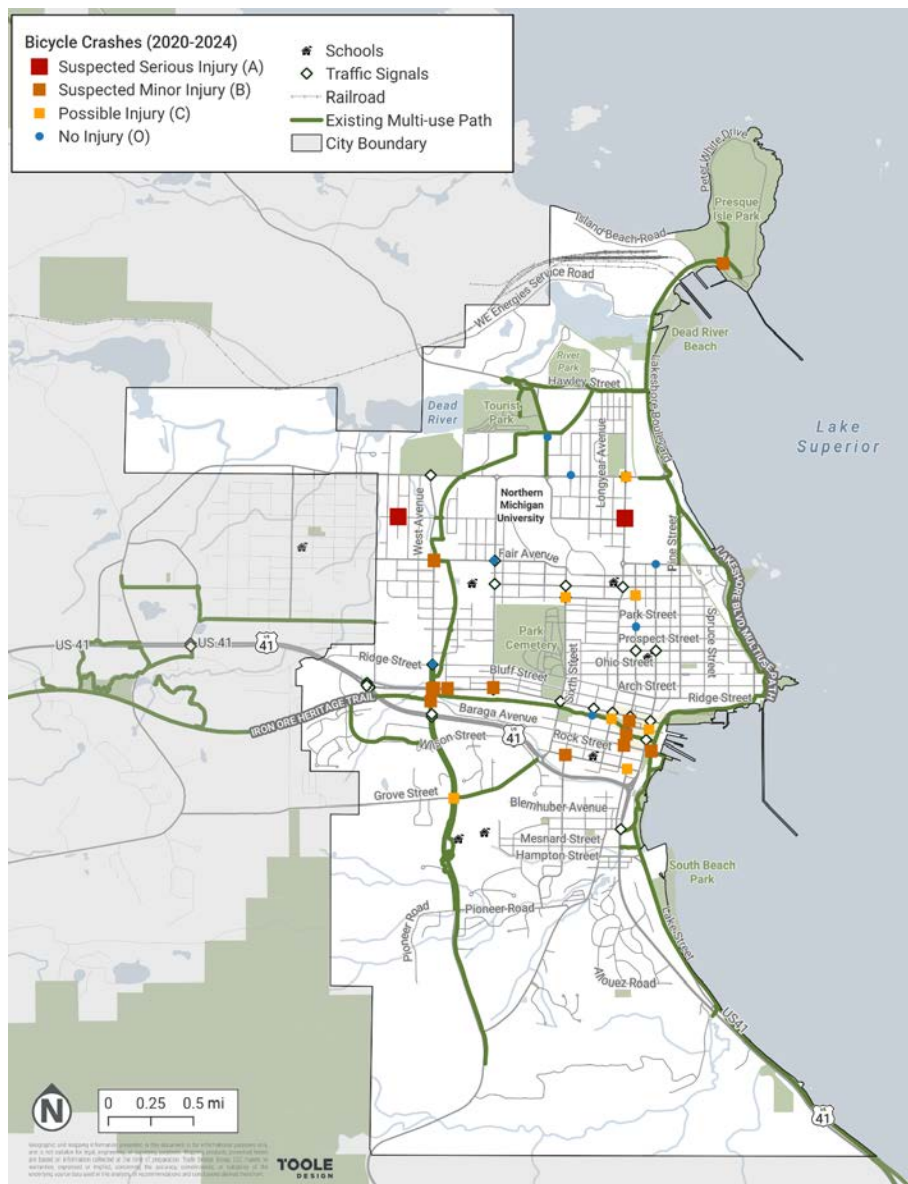 Bicycle Crashes (2020-2024)
Suspected Serious Injury (A)
Suspected Minor Injury (B)
Possible Injury (C)
No Injury (O)
Schools
Traffic Signals
Railroad
Existing Multi-use Path
City Boundary
Peter White Drive
Presque
Isle Park
Island Beach Road
WE Energies Service Road
Dead River
Beach
River
Park
Hawley Street
Lakeshore Boulevard
Tourist
Park
Dead
River
Lake
Superior
Longyear Avenue
Northern
Michigan
University
West Avenue
Pine Street
Fair Avenue
LAKESHORE BLVD MULTIUSE PATH
Park Street
Spruce Street
Prospect Street
Park
Cemetery
Sixth Street
Ohio Street
US 41
US 41
41
Ridge Street
Bluff Street
Arch Street
Ridge Street
IRON ORE HERITAGE TRAIL
Baraga Avenue
Wilson Street
41
Rock Street
Grove Street
Blemhuber Avenue
Mesnard Street
Hampton Street
South Beach
Park
Lake Street
Pioneer Road
Pioneer Road
Allouez Road
US41
41
N
0 0.25 0.5 mi
TOOLE
DESIGN